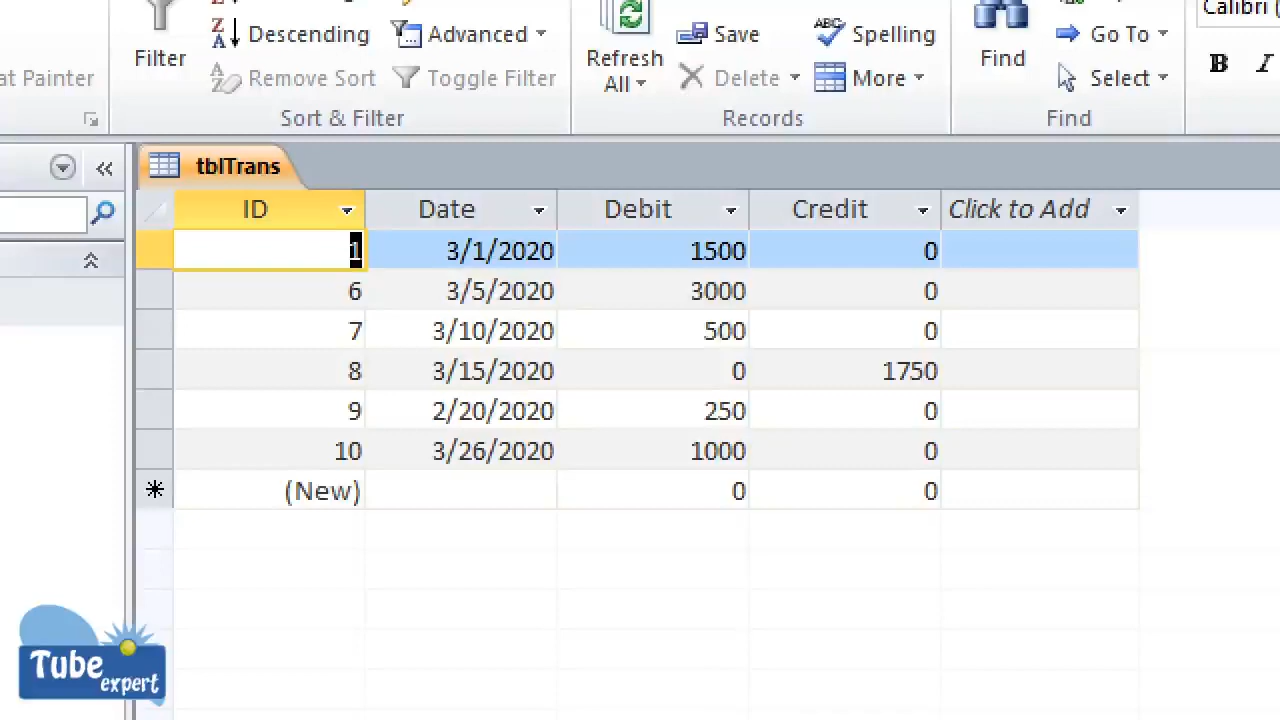 Descending Advanced Save Spelling Go To Calibri (
Filter Refresh All Find
at Painter Remove Sort Toggle Filter Delete More Select B I
Sort & Filter Records Find
tblTrans
ID Date Debit Credit Click to Add
1 3/1/2020 1500 0
6 3/5/2020 3000 0
7 3/10/2020 500 0
8 3/15/2020 0 1750
9 2/20/2020 250 0
10 3/26/2020 1000 0
(New) 0 0
Tube
expert